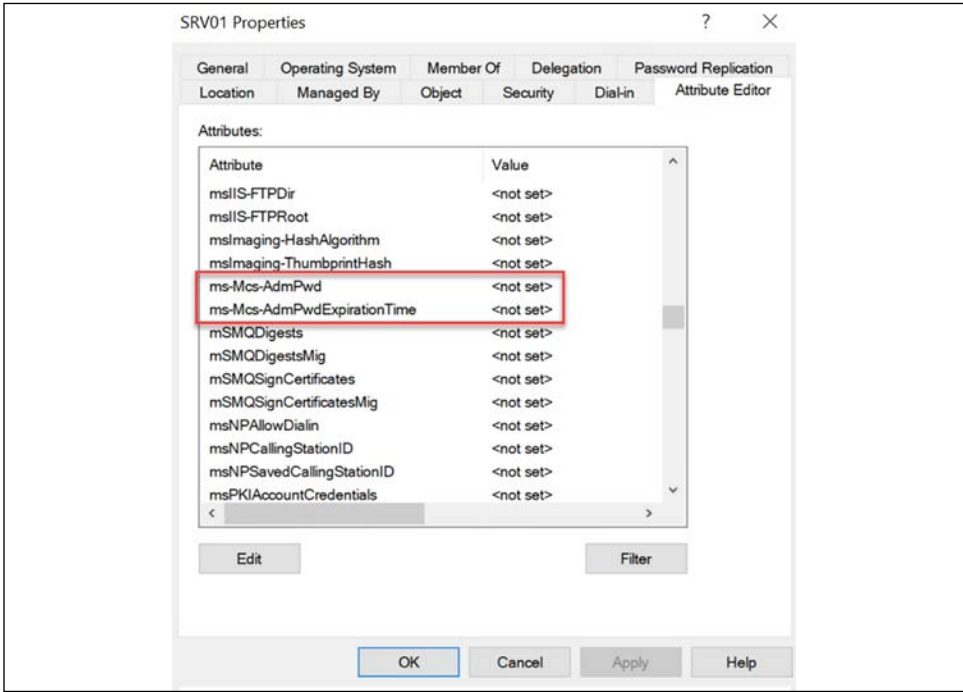 SRV01 Properties ? ×
General Operating System Member Of Delegation Password Replication
Location Managed By Object Security Dial-in Attribute Editor
Attributes:
Attribute Value
msIIS-FTPDir <not set>
msIIS-FTPRoot <not set>
msImaging-HashAlgorithm <not set>
msImaging-ThumbprintHash <not set>
ms-Mcs-AdmPwd <not set>
ms-Mcs-AdmPwdExpirationTime <not set>
mSMQDigests <not set>
mSMQDigestsMig <not set>
mSMQSignCertificates <not set>
mSMQSignCertificatesMig <not set>
msNPAllowDialin <not set>
msNPCallingStationID <not set>
msNPSavedCallingStationID <not set>
msPKIAccountCredentials <not set>
Edit Filter
OK Cancel Apply Help